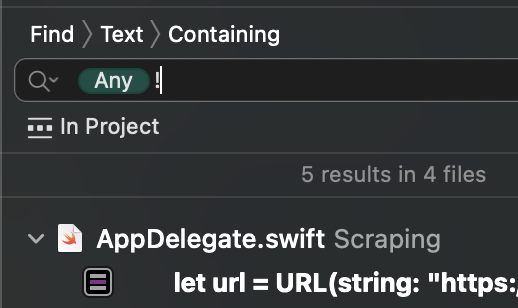 Find 〉 Text 〉 Containing
Any !
In Project
5 results in 4 files
AppDelegate.swift Scraping
let url = URL(string: "https: